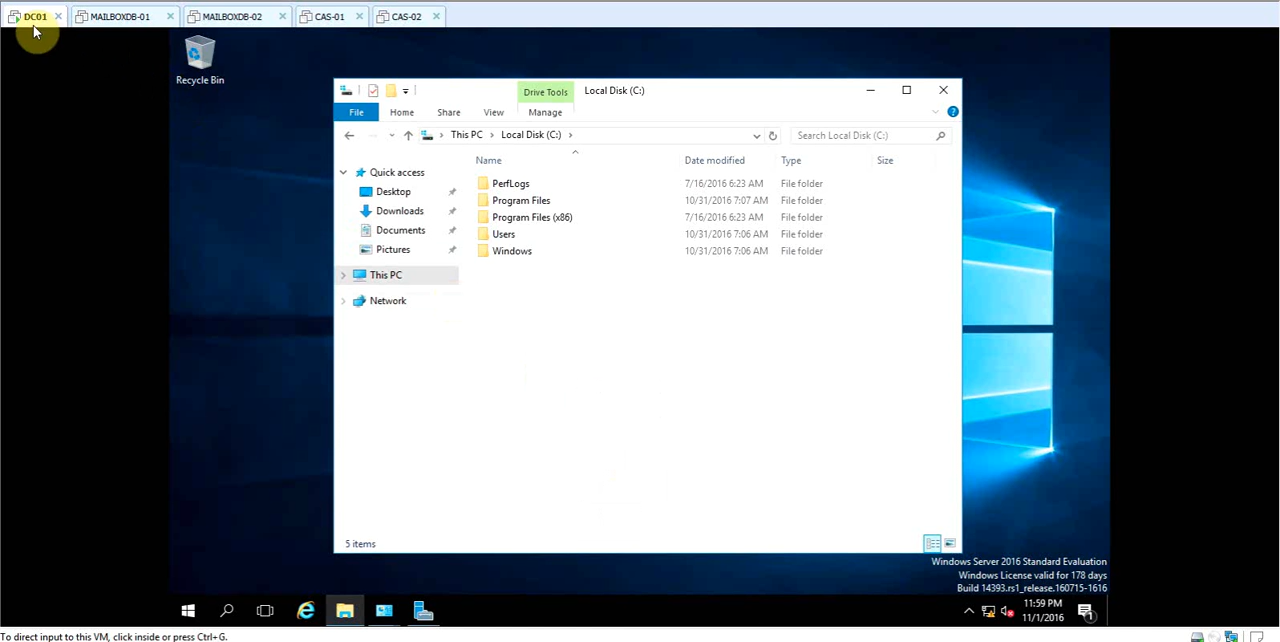 DC01 MAILBOXDB-01 MAILBOXDB-02 CAS-01 CAS-02
Recycle Bin
Drive Tools Local Disk (C:)
File Home Share View Manage
This PC Local Disk (C:) Search Local Disk (C:)
Name Date modified Type Size
Quick access
Desktop
Downloads
Documents
Pictures
This PC
Network
PerfLogs 7/16/2016 6:23 AM File folder
Program Files 10/31/2016 7:07 AM File folder
Program Files (x86) 7/16/2016 6:23 AM File folder
Users 10/31/2016 7:06 AM File folder
Windows 10/31/2016 7:06 AM File folder
5 items
Windows Server 2016 Standard Evaluation
Windows License valid for 178 days
Build 14393.rs1_release.160715-1616
11:59 PM
11/1/2016
1
To direct input to this VM, click inside or press Ctrl+G.